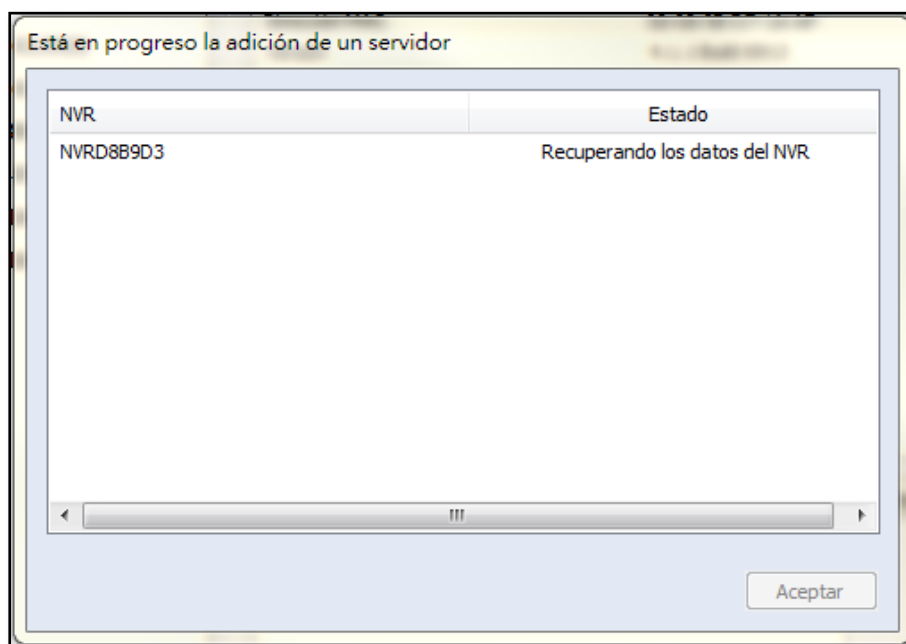 Está en progreso la adición de un servidor
NVR Estado
NVRD8B9D3 Recuperando los datos del NVR
Aceptar